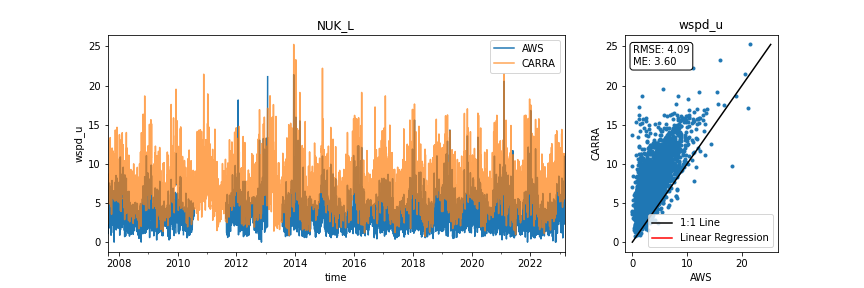 NUK_L
wspd_u
25
20
15
10
5
0
2008 2010 2012 2014 2016 2018 2020 2022
time
AWS
CARRA
wspd_u
CARRA
25
20
15
10
5
0
0 10 20
AWS
RMSE: 4.09
ME: 3.60
1:1 Line
Linear Regression